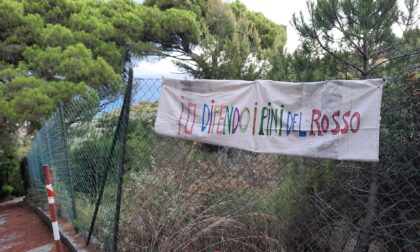 IO DIFENDO I PINI DEL ROSSO